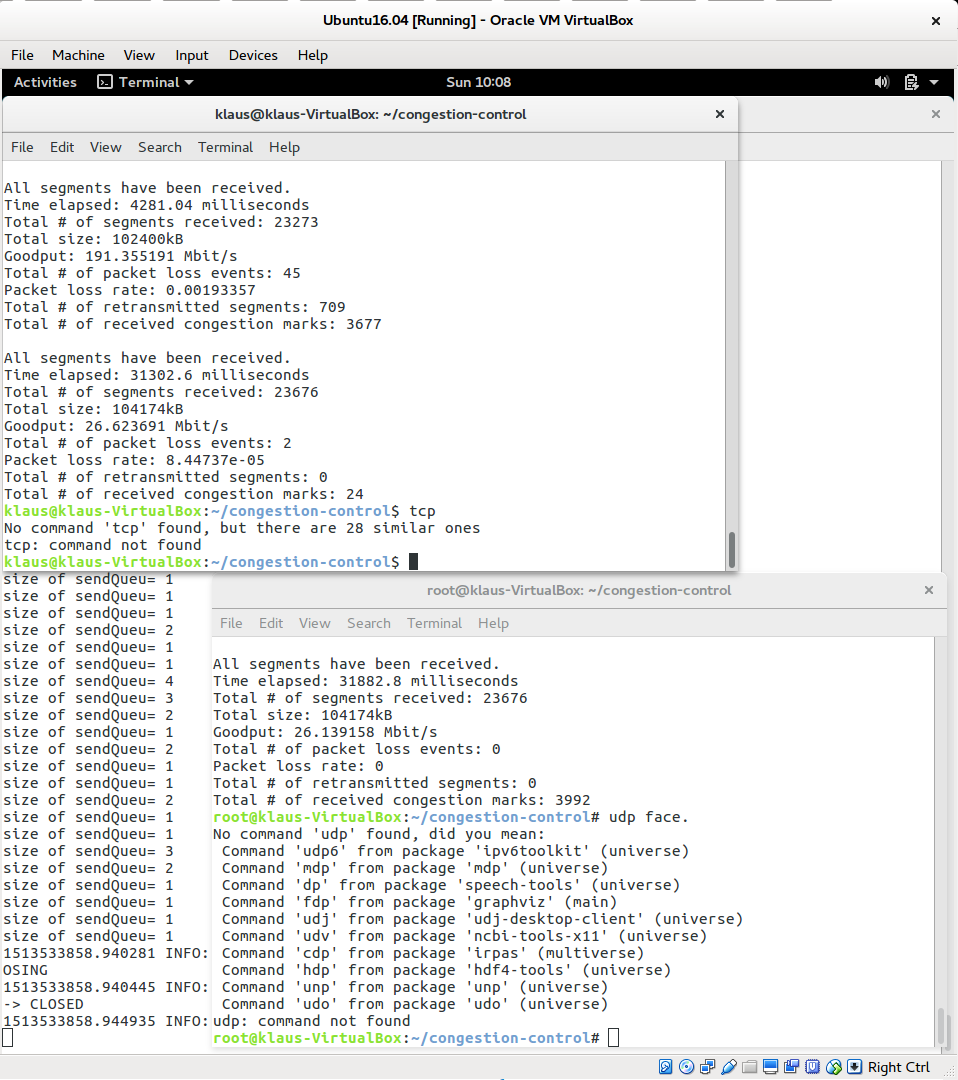 Ubuntu16.04 [Running] - Oracle VM VirtualBox
File Machine View Input Devices Help
Activities Terminal Sun 10:08
klaus@klaus-VirtualBox: ~/congestion-control
File Edit View Search Terminal Help
All segments have been received.
Time elapsed: 4281.04 milliseconds
Total # of segments received: 23273
Total size: 102400kB
Goodput: 191.355191 Mbit/s
Total # of packet loss events: 45
Packet loss rate: 0.00193357
Total # of retransmitted segments: 709
Total # of received congestion marks: 3677
All segments have been received.
Time elapsed: 31302.6 milliseconds
Total # of segments received: 23676
Total size: 104174kB
Goodput: 26.623691 Mbit/s
Total # of packet loss events: 2
Packet loss rate: 8.44737e-05
Total # of retransmitted segments: 0
Total # of received congestion marks: 24
klaus@klaus-VirtualBox:~/congestion-control$ tcp
No command 'tcp' found, but there are 28 similar ones
tcp: command not found
klaus@klaus-VirtualBox:~/congestion-control$
size of sendQueu= 1
size of sendQueu= 1
size of sendQueu= 1
size of sendQueu= 2
size of sendQueu= 1
size of sendQueu= 1
size of sendQueu= 4
size of sendQueu= 3
size of sendQueu= 2
size of sendQueu= 1
size of sendQueu= 2
size of sendQueu= 1
size of sendQueu= 1
size of sendQueu= 2
size of sendQueu= 1
size of sendQueu= 1
size of sendQueu= 3
size of sendQueu= 2
size of sendQueu= 1
size of sendQueu= 1
size of sendQueu= 1
size of sendQueu= 1
1513533858.940281 INFO:
OSING
1513533858.940445 INFO:
-> CLOSED
1513533858.944935 INFO:
root@klaus-VirtualBox: ~/congestion-control
File Edit View Search Terminal Help
All segments have been received.
Time elapsed: 31882.8 milliseconds
Total # of segments received: 23676
Total size: 104174kB
Goodput: 26.139158 Mbit/s
Total # of packet loss events: 0
Packet loss rate: 0
Total # of retransmitted segments: 0
Total # of received congestion marks: 3992
root@klaus-VirtualBox:~/congestion-control# udp face.
No command 'udp' found, did you mean:
Command 'udp6' from package 'ipv6toolkit' (universe)
Command 'mdp' from package 'mdp' (universe)
Command 'dp' from package 'speech-tools' (universe)
Command 'fdp' from package 'graphviz' (main)
Command 'udj' from package 'udj-desktop-client' (universe)
Command 'udv' from package 'ncbi-tools-x11' (universe)
Command 'cdp' from package 'irpas' (multiverse)
Command 'hdp' from package 'hdf4-tools' (universe)
Command 'unp' from package 'unp' (universe)
Command 'udo' from package 'udo' (universe)
udp: command not found
root@klaus-VirtualBox:~/congestion-control#
Right Ctrl